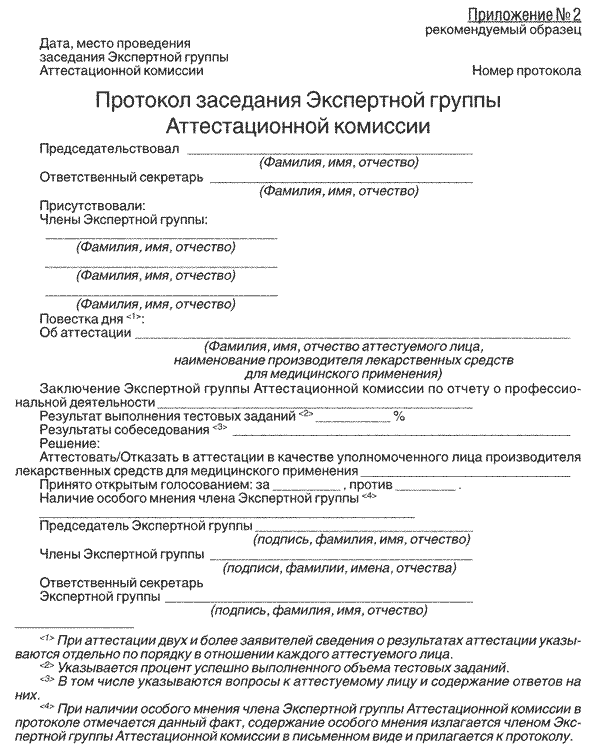 Приложение № 2
рекомендуемый образец
Дата, место проведения
заседания Экспертной группы
Аттестационной комиссии Номер протокола
Протокол заседания Экспертной группы
Аттестационной комиссии
Председательствовал
(Фамилия, имя, отчество)
Ответственный секретарь
(Фамилия, имя, отчество)
Присутствовали:
Члены Экспертной группы:
(Фамилия, имя, отчество)
(Фамилия, имя, отчество)
(Фамилия, имя, отчество)
Повестка дня <1>:
Об аттестации
(Фамилия, имя, отчество аттестуемого лица,
наименование производителя лекарственных средств
для медицинского применения)
Заключение Экспертной группы Аттестационной комиссии по отчету о профессио-
нальной деятельности
Результат выполнения тестовых заданий <2> %
Результаты собеседования <3>
Решение:
Аттестовать/Отказать в аттестации в качестве уполномоченного лица производителя
лекарственных средств для медицинского применения
Принято открытым голосованием: за , против .
Наличие особого мнения члена Экспертной группы <4>
Председатель Экспертной группы
(подпись, фамилия, имя, отчество)
Члены Экспертной группы
(подписи, фамилии, имена, отчества)
Ответственный секретарь
Экспертной группы
(подпись, фамилия, имя, отчество)
<1> При аттестации двух и более заявителей сведения о результатах аттестации указы-
ваются отдельно по порядку в отношении каждого аттестуемого лица.
<2> Указывается процент успешно выполненного объема тестовых заданий.
<3> В том числе указываются вопросы к аттестуемому лицу и содержание ответов на
них.
<4> При наличии особого мнения члена Экспертной группы Аттестационной комиссии в
протоколе отмечается данный факт, содержание особого мнения излагается членом Экс-
пертной группы Аттестационной комиссии в письменном виде и прилагается к протоколу.